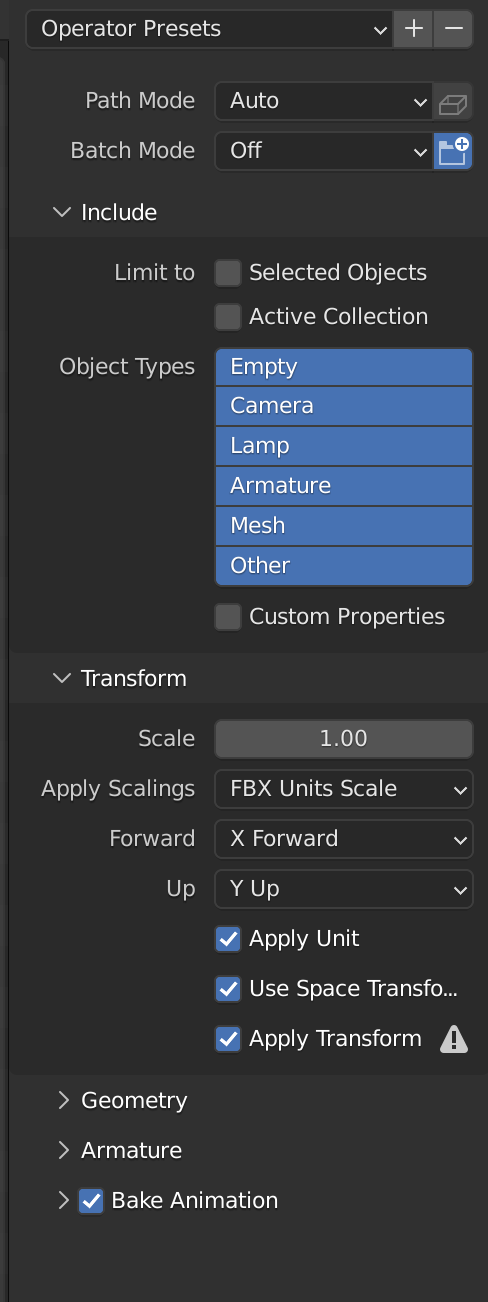 Operator Presets
Path Mode Auto
Batch Mode Off
Include
Limit to Selected Objects
Active Collection
Object Types Empty
Camera
Lamp
Armature
Mesh
Other
Custom Properties
Transform
Scale 1.00
Apply Scalings FBX Units Scale
Forward X Forward
Up Y Up
Apply Unit
Use Space Transfo...
Apply Transform
Geometry
Armature
Bake Animation